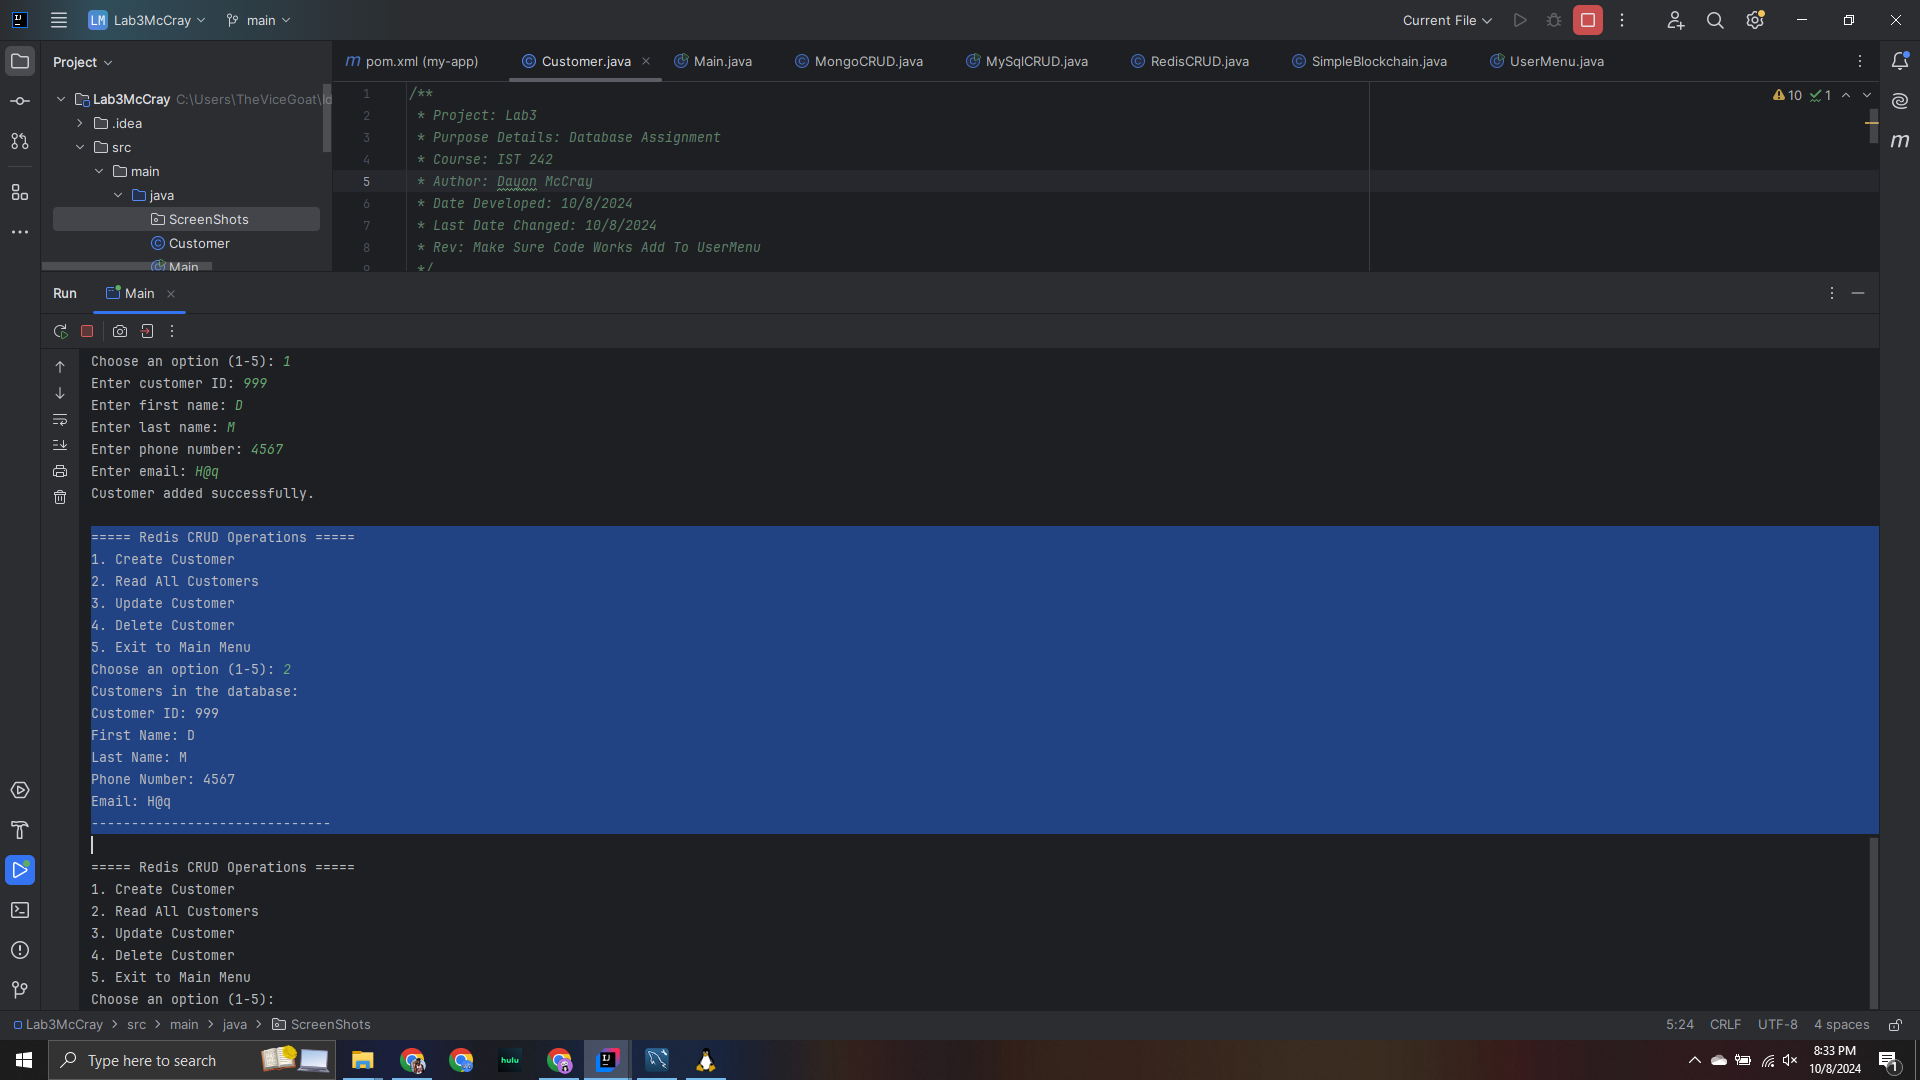 LM Lab3McCray main Current File
Project
pom.xml (my-app) Customer.java Main.java MongoCRUD.java MySqlCRUD.java RedisCRUD.java SimpleBlockchain.java UserMenu.java
Lab3McCray C:\Users\TheViceGoat\Id
.idea
src
main
java
ScreenShots
Customer
Main
10 1
1 /**
2 * Project: Lab3
3 * Purpose Details: Database Assignment
4 * Course: IST 242
5 * Author: Dayon McCray
6 * Date Developed: 10/8/2024
7 * Last Date Changed: 10/8/2024
8 * Rev: Make Sure Code Works Add To UserMenu
9 */
Run Main
Choose an option (1-5): 1
Enter customer ID: 999
Enter first name: D
Enter last name: M
Enter phone number: 4567
Enter email: H@q
Customer added successfully.
===== Redis CRUD Operations =====
1. Create Customer
2. Read All Customers
3. Update Customer
4. Delete Customer
5. Exit to Main Menu
Choose an option (1-5): 2
Customers in the database:
Customer ID: 999
First Name: D
Last Name: M
Phone Number: 4567
Email: H@q
------------------------------
===== Redis CRUD Operations =====
1. Create Customer
2. Read All Customers
3. Update Customer
4. Delete Customer
5. Exit to Main Menu
Choose an option (1-5):
Lab3McCray > src > main > java > ScreenShots 5:24 CRLF UTF-8 4 spaces
Type here to search
hulu
8:33 PM
10/8/2024
1